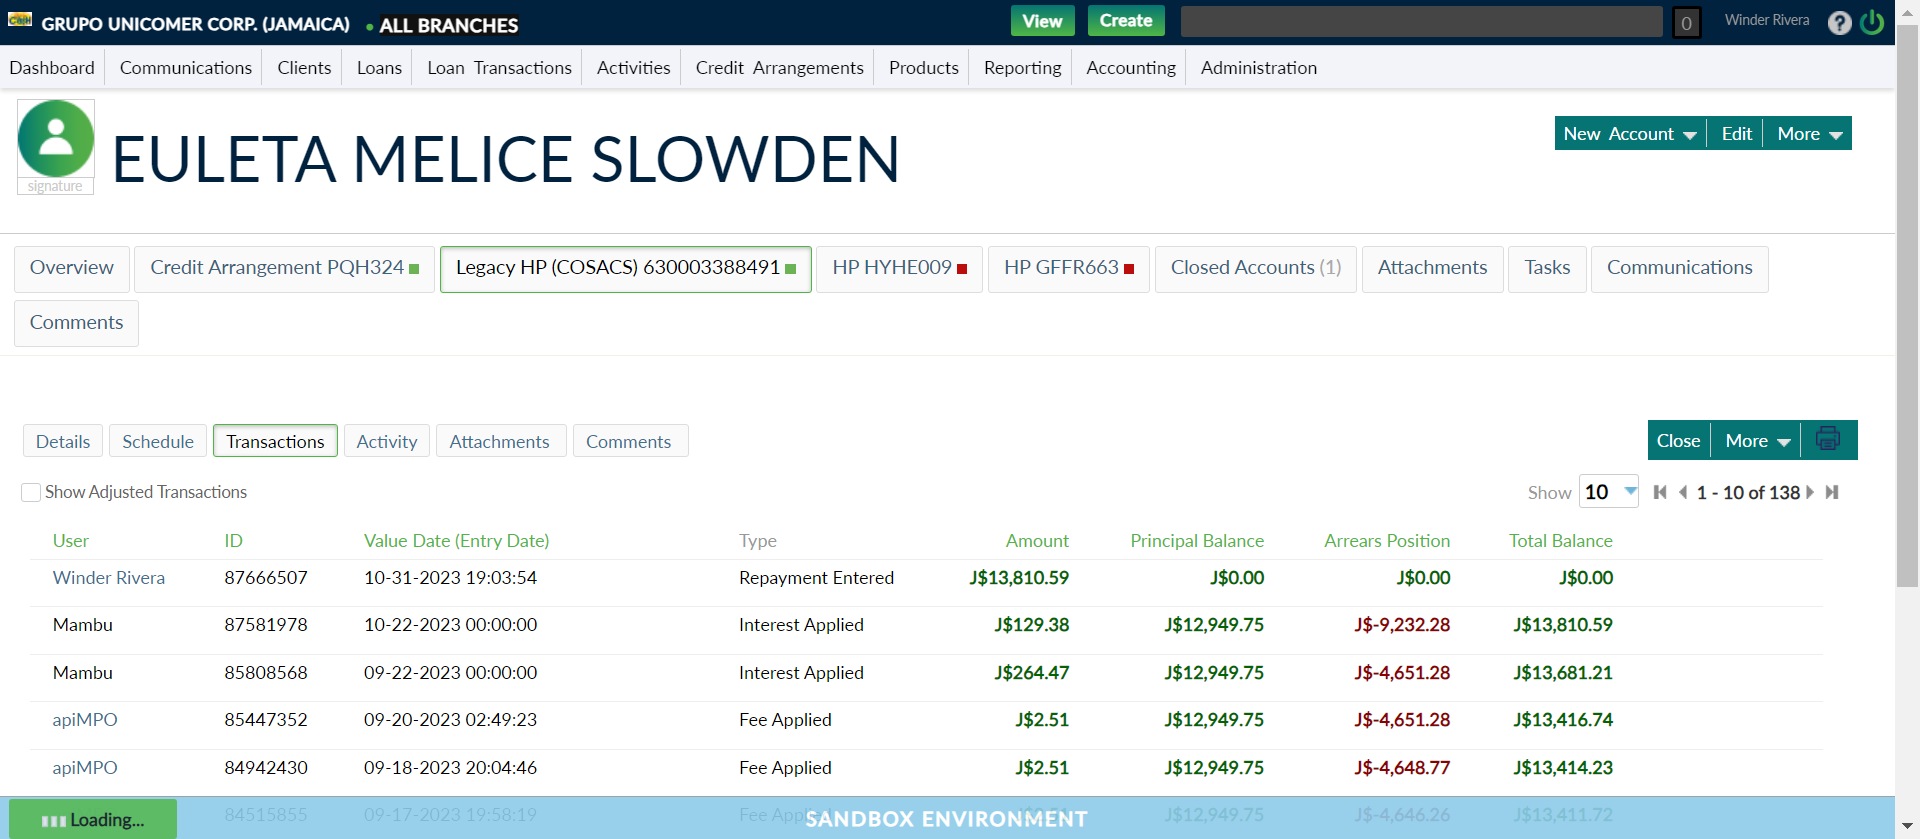 GRUPO UNICOMER CORP. (JAMAICA) • ALL BRANCHES View Create 0 Winder Rivera ?
Dashboard Communications Clients Loans Loan Transactions Activities Credit Arrangements Products Reporting Accounting Administration
signature
EULETA MELICE SLOWDEN
New Account Edit More
Overview Credit Arrangement PQH324 Legacy HP (COSACS) 630003388491 HP HYHE009 HP GFFR663 Closed Accounts (1) Attachments Tasks Communications
Comments
Details Schedule Transactions Activity Attachments Comments Close More
Show Adjusted Transactions Show 10 1 - 10 of 138
User ID Value Date (Entry Date) Type Amount Principal Balance Arrears Position Total Balance
Winder Rivera 87666507 10-31-2023 19:03:54 Repayment Entered J$13,810.59 J$0.00 J$0.00 J$0.00
Mambu 87581978 10-22-2023 00:00:00 Interest Applied J$129.38 J$12,949.75 J$-9,232.28 J$13,810.59
Mambu 85808568 09-22-2023 00:00:00 Interest Applied J$264.47 J$12,949.75 J$-4,651.28 J$13,681.21
apiMPO 85447352 09-20-2023 02:49:23 Fee Applied J$2.51 J$12,949.75 J$-4,651.28 J$13,416.74
apiMPO 84942430 09-18-2023 20:04:46 Fee Applied J$2.51 J$12,949.75 J$-4,648.77 J$13,414.23
Loading... 84515855 09-17-2023 19:58:19 Fee SANDBOX ENVIRONMENT J$12,949.75 J$-4,646.26 J$13,411.72